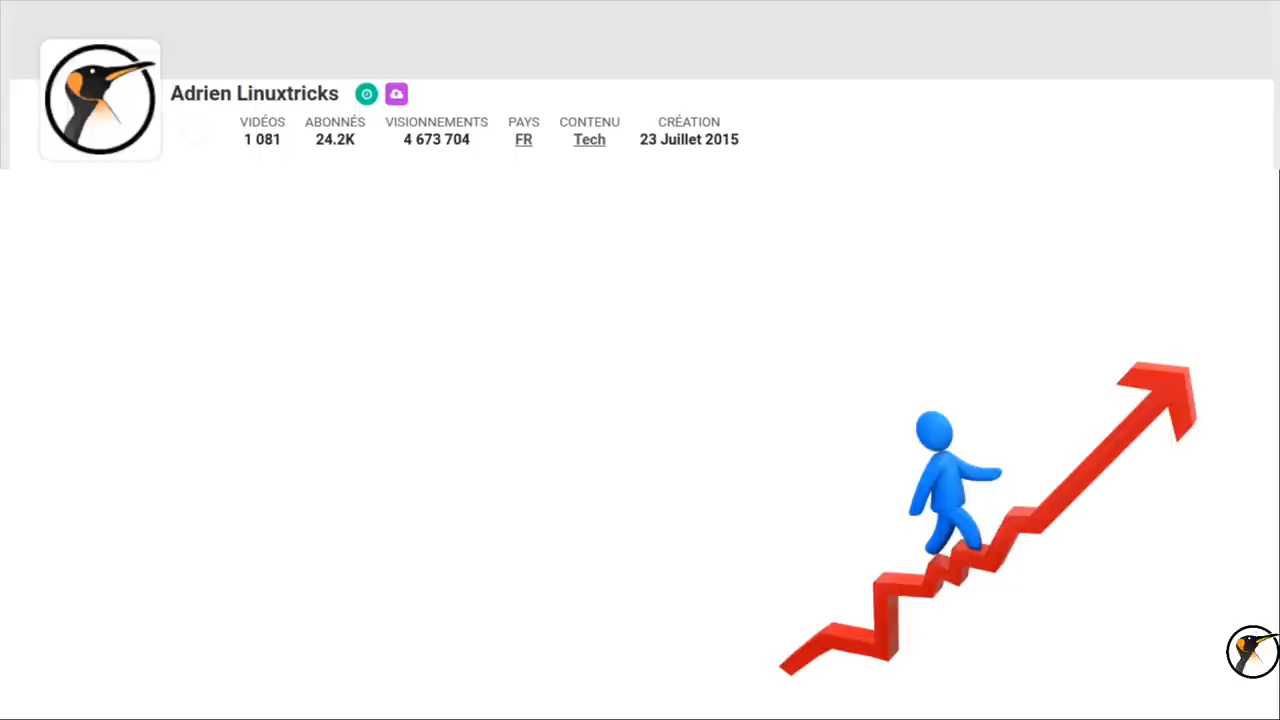 Adrien Linuxtricks
VIDÉOS ABONNÉS VISIONNEMENTS PAYS CONTENU CRÉATION
1 081 24.2K 4 673 704 FR Tech 23 Juillet 2015